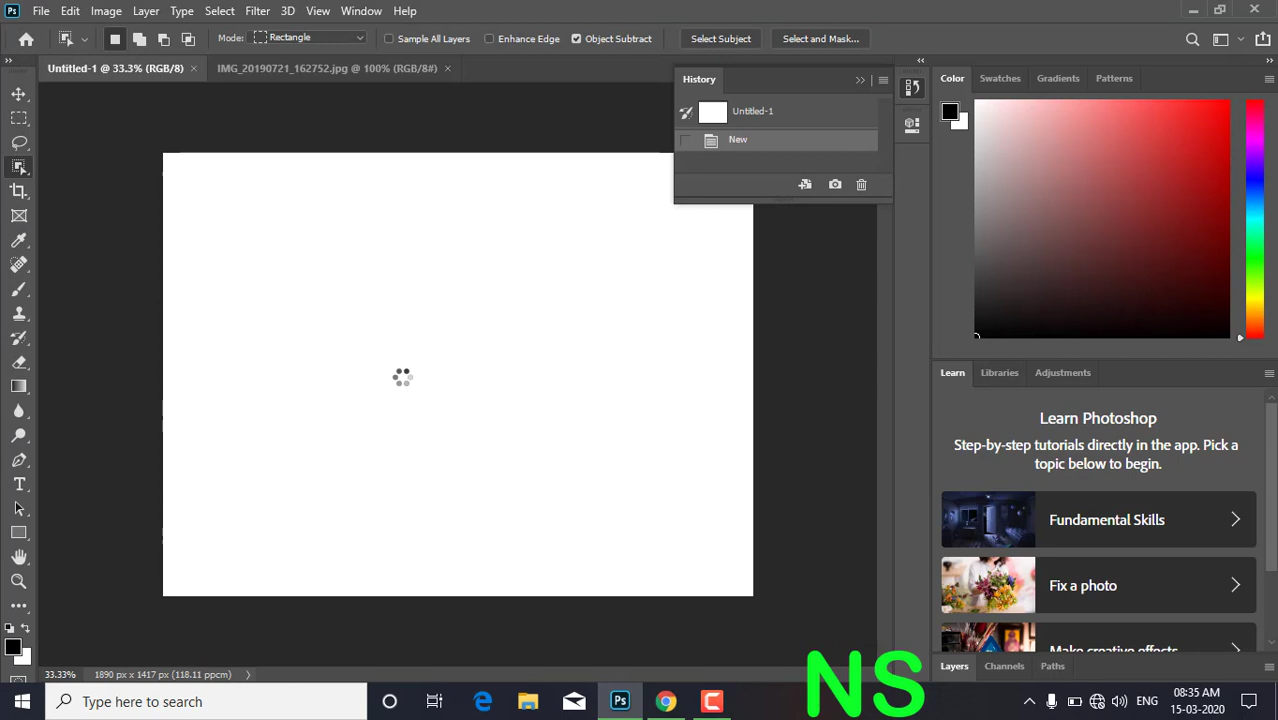 Ps File Edit Image Layer Type Select Filter 3D View Window Help
Mode: Rectangle Sample All Layers Enhance Edge Object Subtract Select Subject Select and Mask...
Untitled-1 @ 33.3% (RGB/8) × IMG_20190721_162752.jpg @ 100% (RGB/8#) ×
History
Untitled-1
New
Color Swatches Gradients Patterns
Learn Libraries Adjustments
Learn Photoshop
Step-by-step tutorials directly in the app. Pick a
topic below to begin.
Fundamental Skills
Fix a photo
Make creative effects
Layers Channels Paths
33.33% 1890 px x 1417 px (118.11 ppcm)
NS
Type here to search
Ps
ENG
08:35 AM
15-03-2020